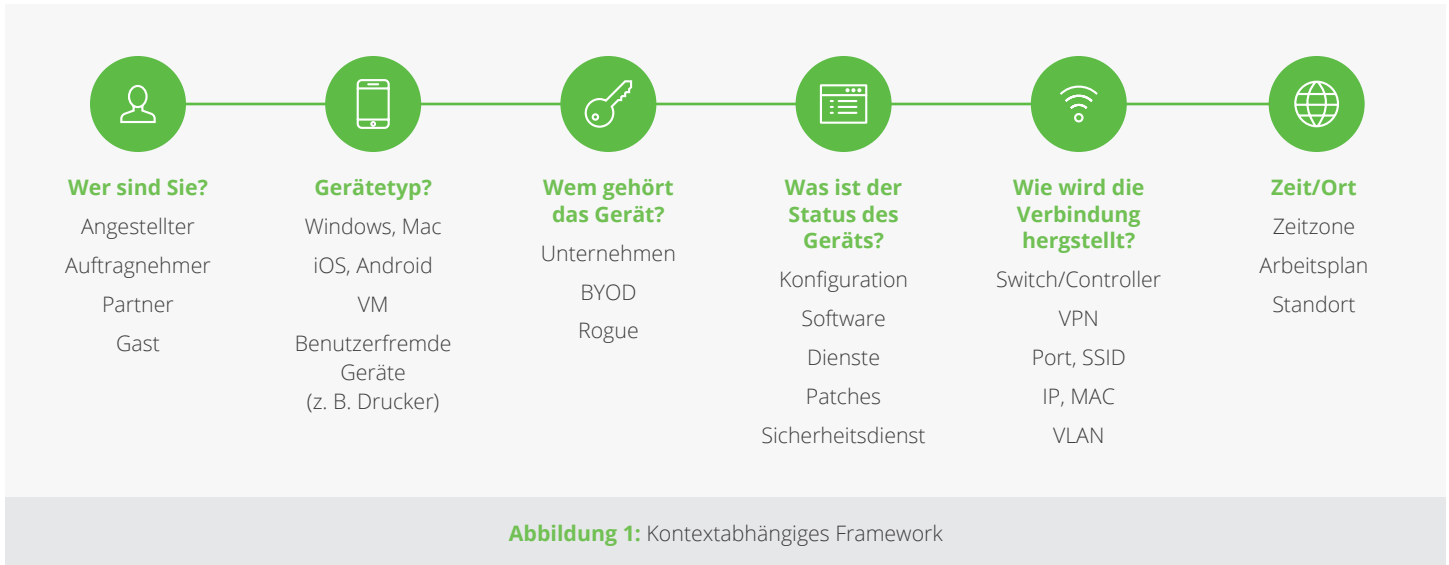 Wer sind Sie?
Angestellter
Auftragnehmer
Partner
Gast
Gerätetyp?
Windows, Mac
iOS, Android
VM
Benutzerfremde
Geräte
(z. B. Drucker)
Wem gehört
das Gerät?
Unternehmen
BYOD
Rogue
Was ist der
Status des
Geräts?
Konfiguration
Software
Dienste
Patches
Sicherheitsdienst
Wie wird die
Verbindung
hergstellt?
Switch/Controller
VPN
Port, SSID
IP, MAC
VLAN
Zeit/Ort
Zeitzone
Arbeitsplan
Standort
Abbildung 1: Kontextabhängiges Framework